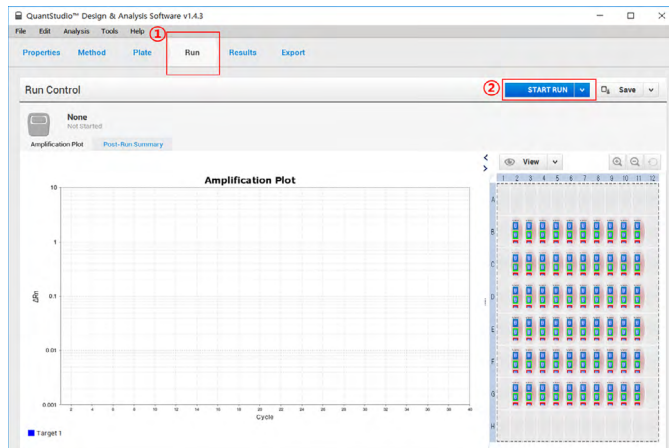 QuantStudio™ Design & Analysis Software v1.4.3
File Edit Analysis Tools Help
①
Properties Method Plate Run Results Export
Run Control
②
START RUN Save
None
Not Started
Amplification Plot Post-Run Summary
View
Amplification Plot
1 2 3 4 5 6 7 8 9 10 11 12
10
1
0.1
0.01
0.001
ΔRn
2 4 6 8 10 12 14 16 18 20 22 24 26 28 30 32 34 36 38 40
Cycle
Target 1
A
B
C
D
E
F
G
H